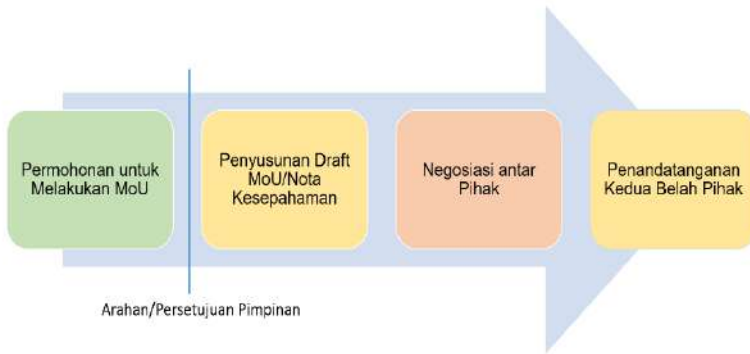 Permohonan untuk
Melakukan MoU
Penyusunan Draft
MoU/Nota
Kesepahaman
Negosiasi antar
Pihak
Penandatanganan
Kedua Belah Pihak
Arahan/Persetujuan Pimpinan